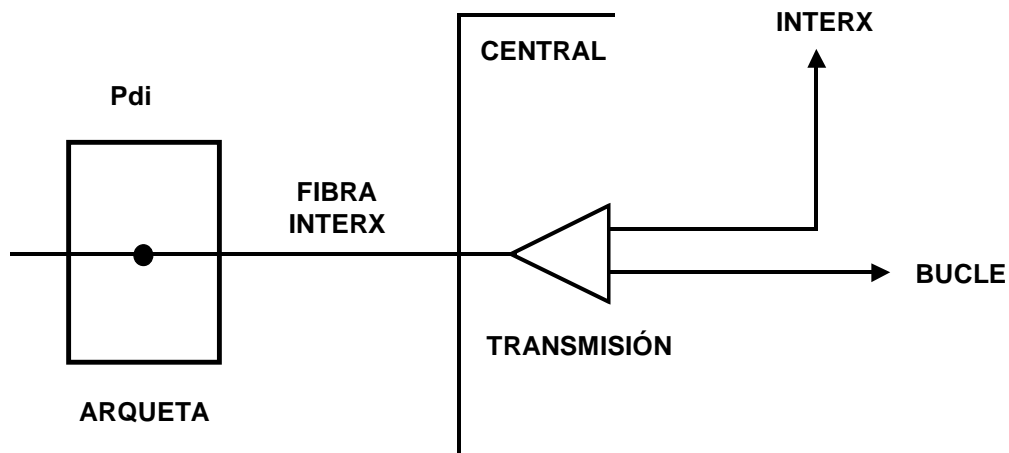 INTERX
CENTRAL
Pdi
FIBRA
INTERX
BUCLE
TRANSMISIÓN
ARQUETA